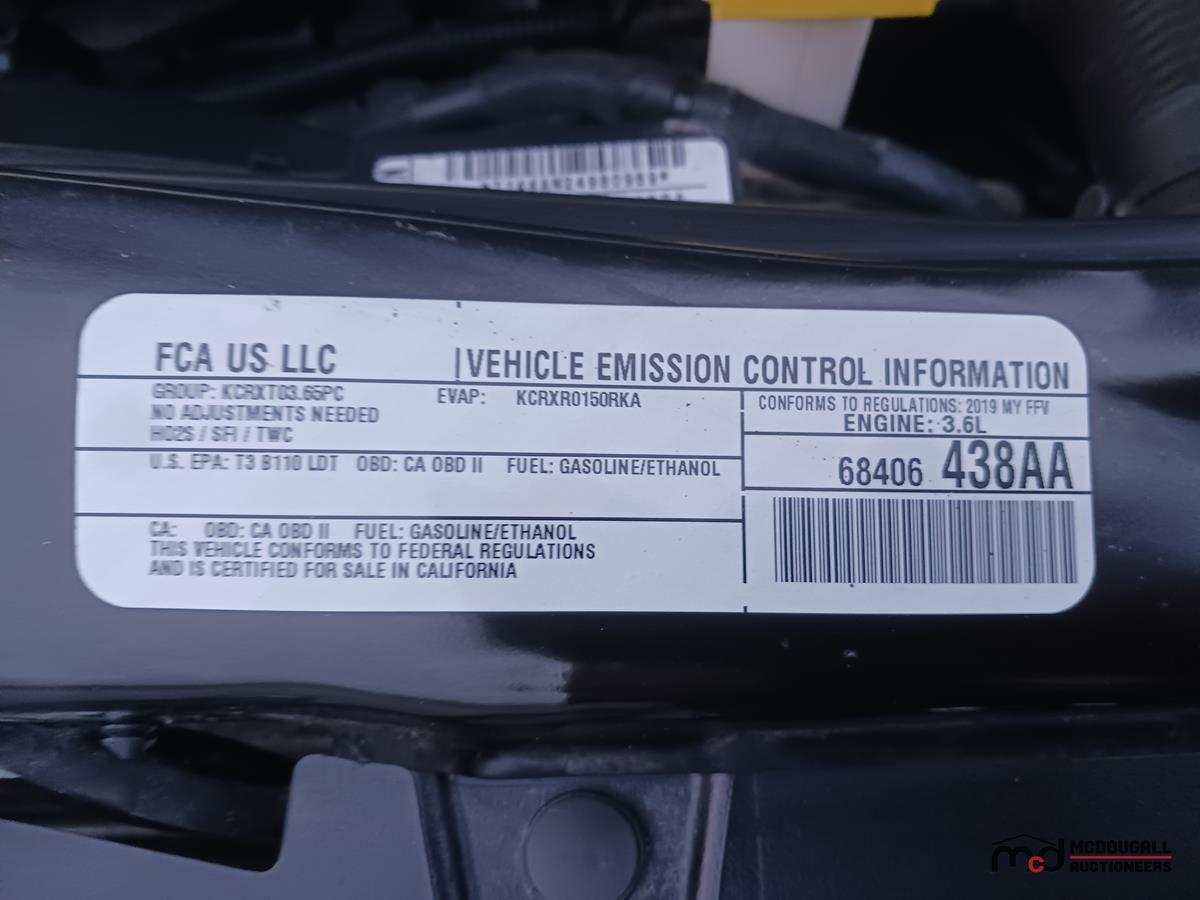 FCA US LLC
VEHICLE EMISSION CONTROL INFORMATION
GROUP: KCRXT03.65PC
EVAP: KCRXR0150RKA
NO ADJUSTMENTS NEEDED
HO2S / SFI / TWC
CONFORMS TO REGULATIONS: 2019 MY FFV
ENGINE: 3.6L
U.S. EPA: T3 B110 LDT OBD: CA OBD II FUEL: GASOLINE/ETHANOL
68406 438AA
CA: OBD: CA OBD II FUEL: GASOLINE/ETHANOL
THIS VEHICLE CONFORMS TO FEDERAL REGULATIONS
AND IS CERTIFIED FOR SALE IN CALIFORNIA
mcd MCDOUGALL
AUCTIONEERS